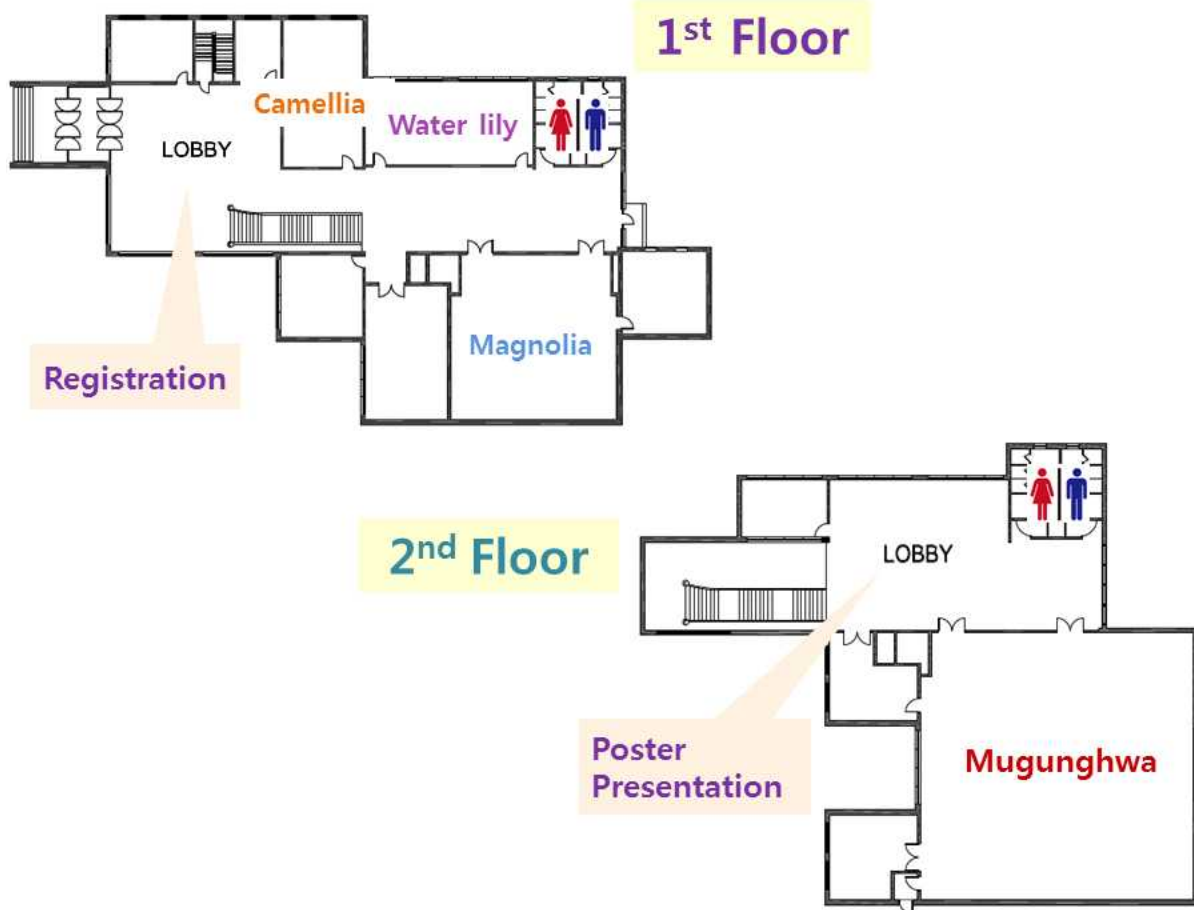 1st Floor
Camellia
Water lily
LOBBY
Magnolia
Registration
2nd Floor
LOBBY
Poster
Presentation
Mugunghwa